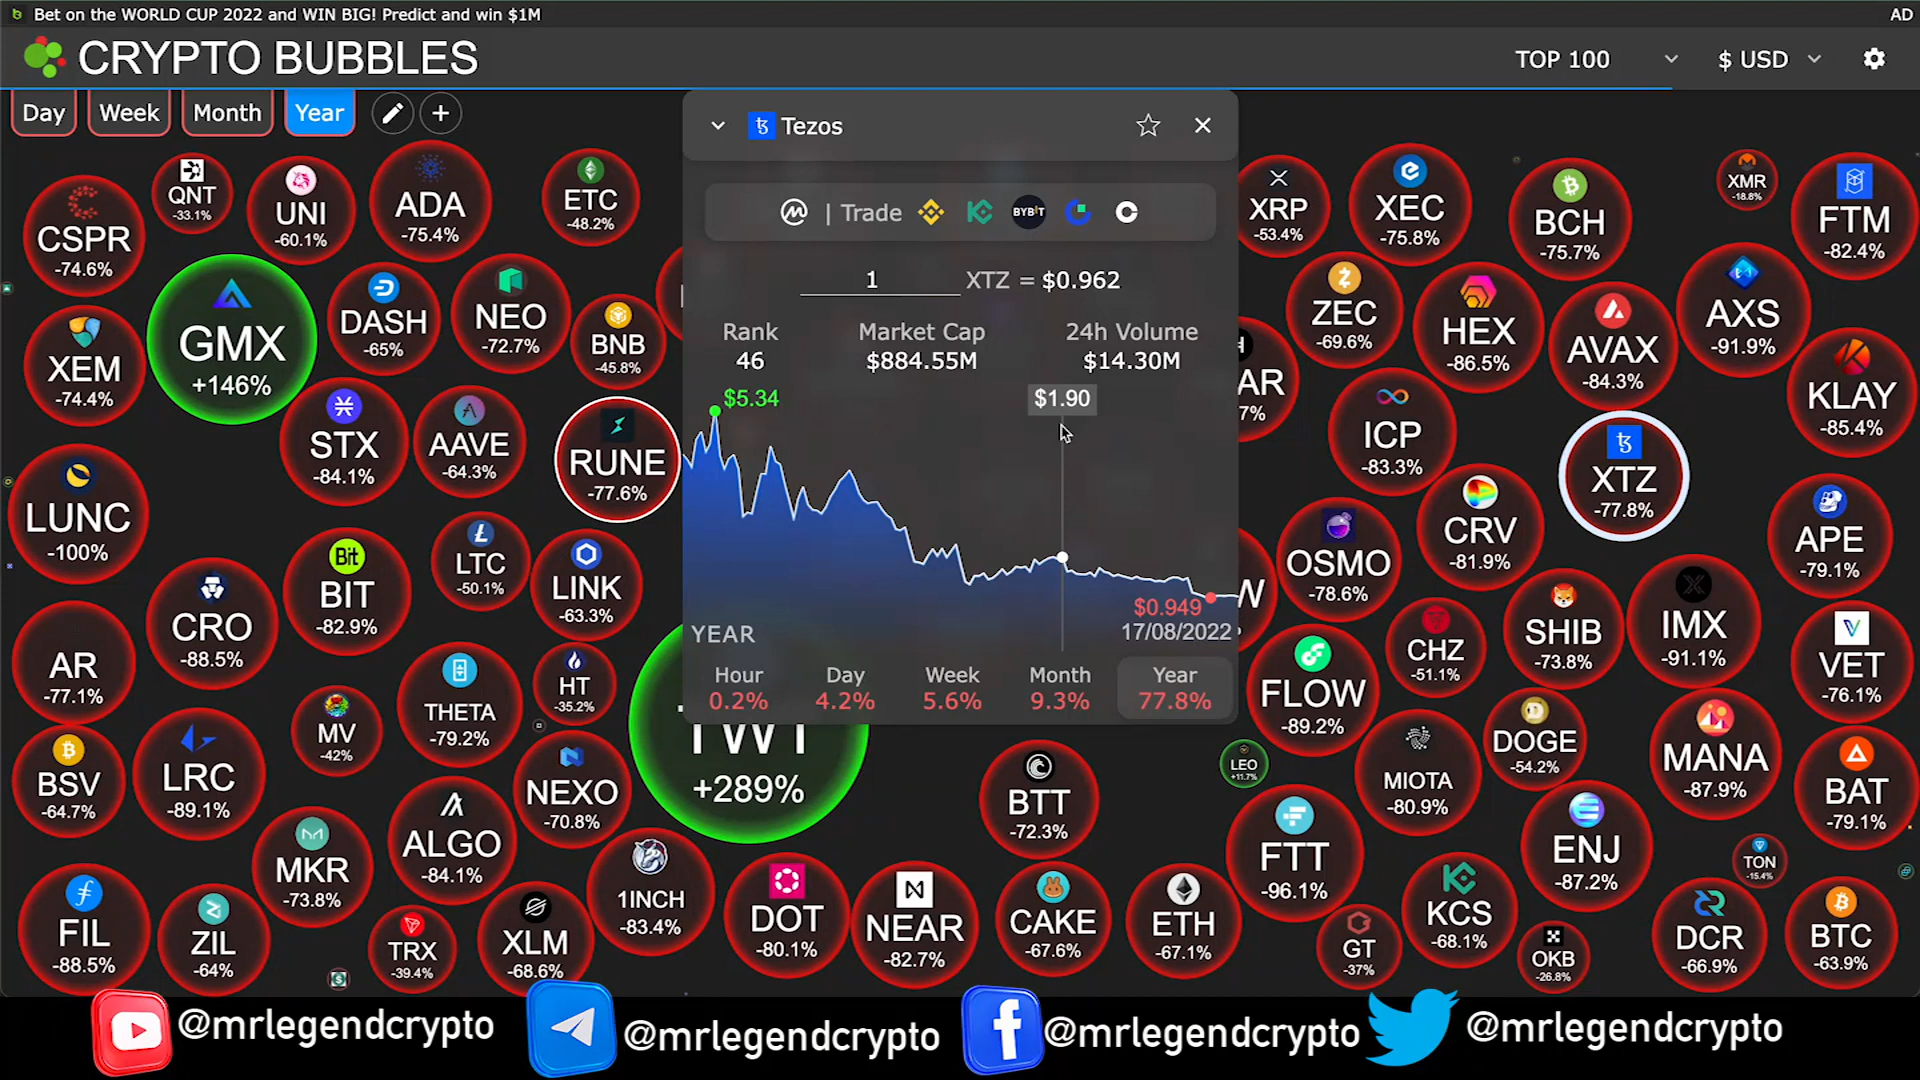 Bet on the WORLD CUP 2022 and WIN BIG! Predict and win $1M
AD
CRYPTO BUBBLES
TOP 100
$ USD
Day
Week
Month
Year
Tezos
| Trade
BYBIT
1 XTZ = $0.962
Rank
46
Market Cap
$884.55M
24h Volume
$14.30M
$5.34
$1.90
$0.949
17/08/2022
YEAR
Hour
0.2%
Day
4.2%
Week
5.6%
Month
9.3%
Year
77.8%
CSPR
-74.6%
QNT
-33.1%
UNI
-60.1%
ADA
-75.4%
ETC
-48.2%
XEM
-74.4%
GMX
+146%
DASH
-65%
NEO
-72.7%
BNB
-45.8%
STX
-84.1%
AAVE
-64.3%
RUNE
-77.6%
LUNC
-100%
BIT
-82.9%
LTC
-50.1%
LINK
-63.3%
CRO
-88.5%
AR
-77.1%
MV
-42%
THETA
-79.2%
HT
-35.2%
BSV
-64.7%
LRC
-89.1%
NEXO
-70.8%
TWT
+289%
MKR
-73.8%
ALGO
-84.1%
1INCH
-83.4%
FIL
-88.5%
ZIL
-64%
TRX
-39.4%
XLM
-68.6%
DOT
-80.1%
NEAR
-82.7%
BTT
-72.3%
CAKE
-67.6%
ETH
-67.1%
XRP
-53.4%
XEC
-75.8%
BCH
-75.7%
XMR
-18.8%
FTM
-82.4%
ZEC
-69.6%
HEX
-86.5%
AVAX
-84.3%
AXS
-91.9%
AR
7%
ICP
-83.3%
KLAY
-85.4%
XTZ
-77.8%
CRV
-81.9%
OSMO
-78.6%
APE
-79.1%
W
CHZ
-51.1%
SHIB
-73.8%
IMX
-91.1%
VET
-76.1%
FLOW
-89.2%
LEO
+11.7%
MIOTA
-80.9%
DOGE
-54.2%
MANA
-87.9%
BAT
-79.1%
FTT
-96.1%
ENJ
-87.2%
TON
-15.4%
KCS
-68.1%
GT
-37%
OKB
-26.8%
DCR
-66.9%
BTC
-63.9%
@mrlegendcrypto
@mrlegendcrypto
@mrlegendcrypto
@mrlegendcrypto